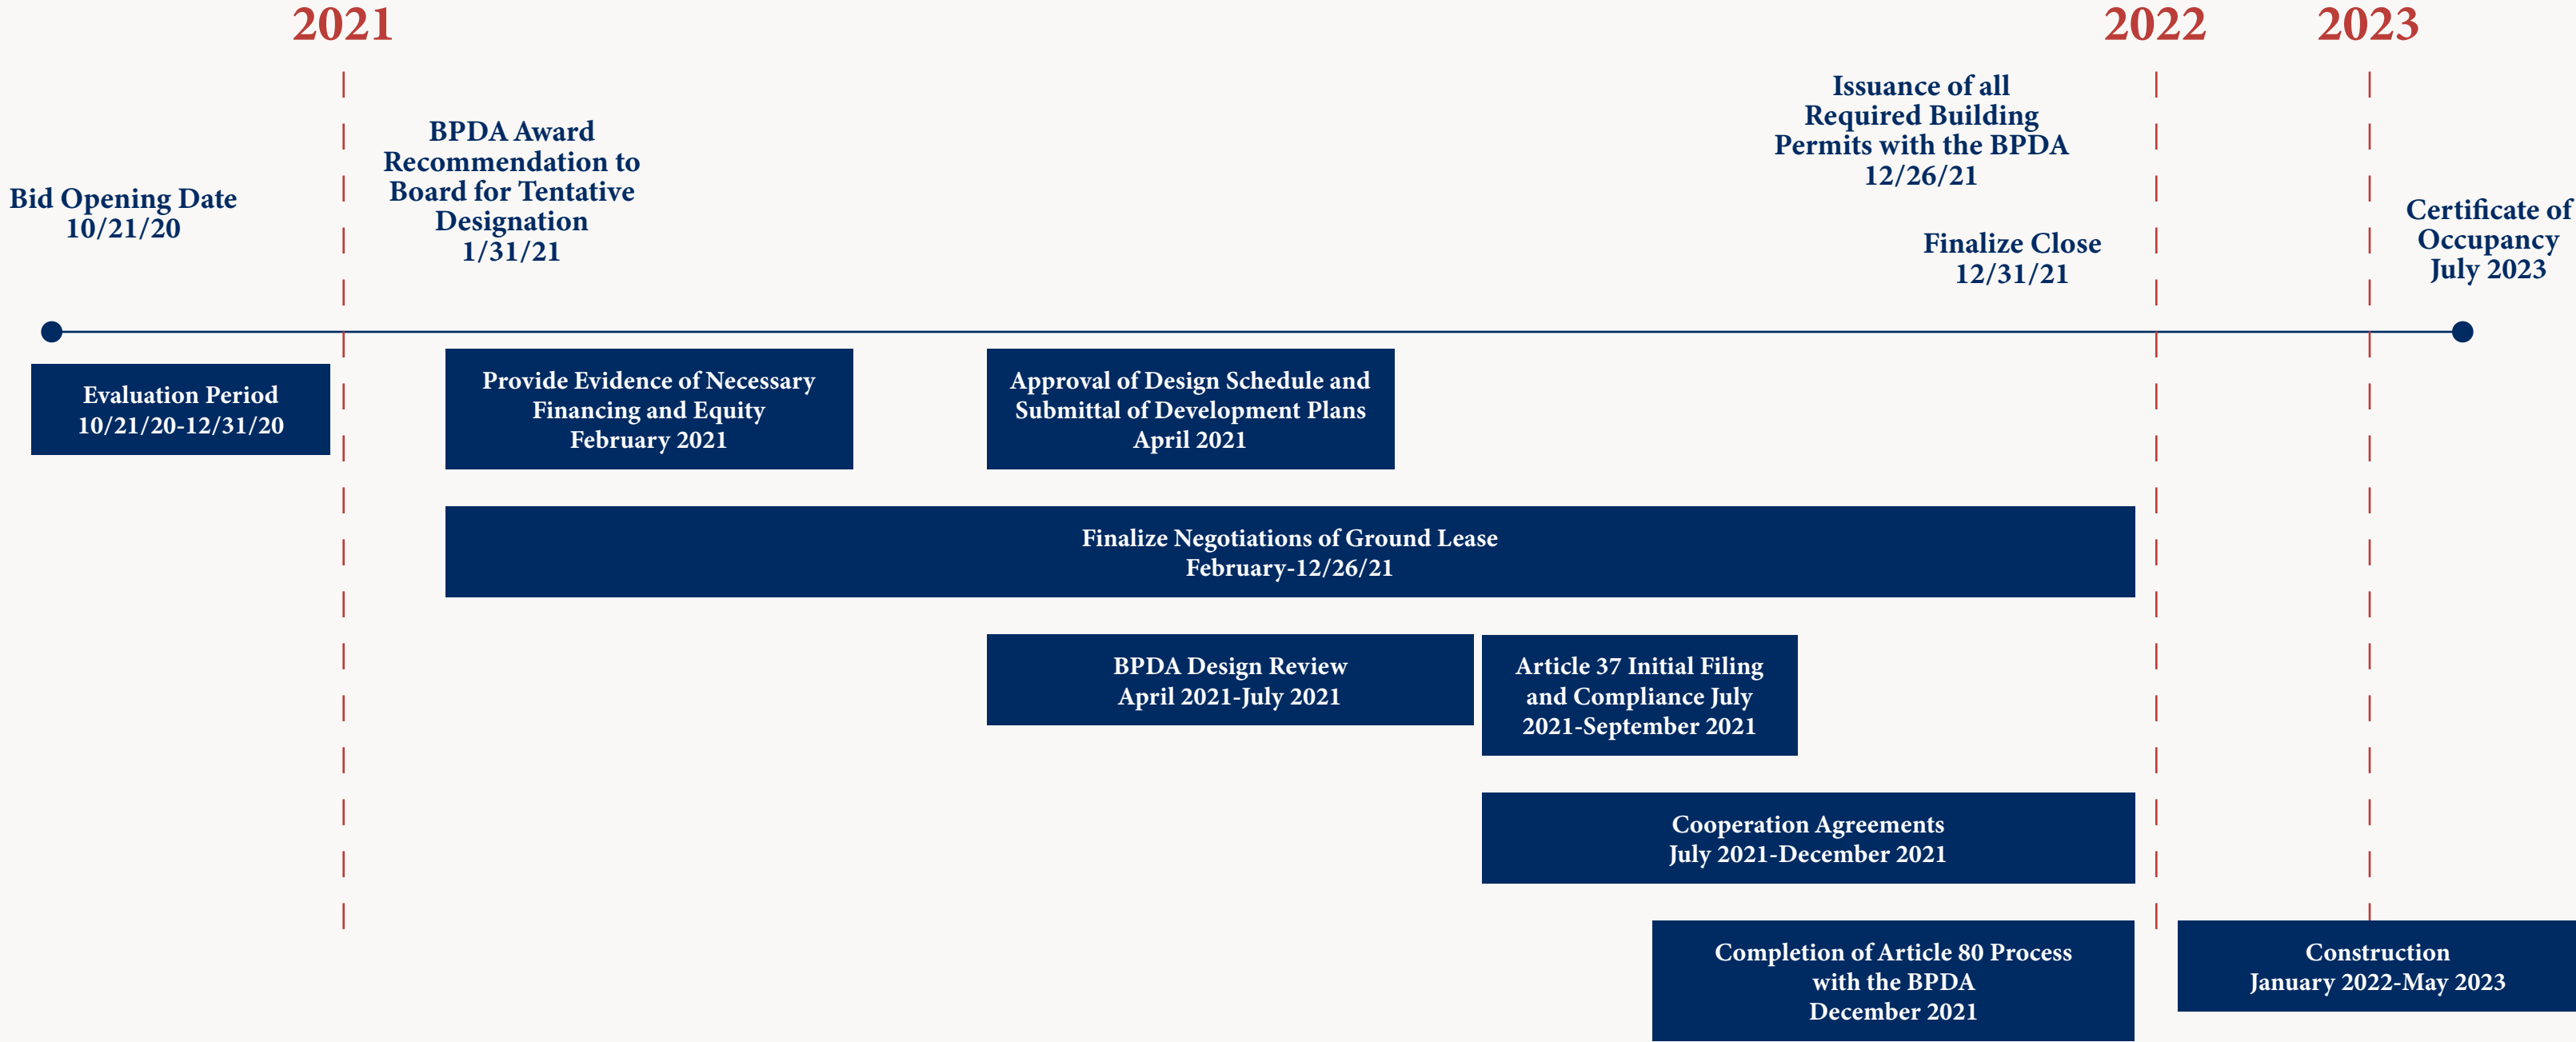 2021
2022
2023
Bid Opening Date
10/21/20
BPDA Award
Recommendation to
Board for Tentative
Designation
1/31/21
Issuance of all
Required Building
Permits with the BPDA
12/26/21
Finalize Close
12/31/21
Certificate of
Occupancy
July 2023
Evaluation Period
10/21/20-12/31/20
Provide Evidence of Necessary
Financing and Equity
February 2021
Approval of Design Schedule and
Submittal of Development Plans
April 2021
Finalize Negotiations of Ground Lease
February-12/26/21
BPDA Design Review
April 2021-July 2021
Article 37 Initial Filing
and Compliance July
2021-September 2021
Cooperation Agreements
July 2021-December 2021
Completion of Article 80 Process
with the BPDA
December 2021
Construction
January 2022-May 2023